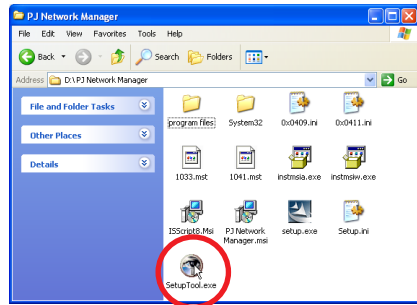 PJ Network Manager
File Edit View Favorites Tools Help
Back Search Folders
Address D:\PJ Network Manager Go
File and Folder Tasks
Other Places
Details
program files System32 0x0409.ini 0x0411.ini
1033.mst 1041.mst instmsia.exe instmsiw.exe
ISScript8.Msi PJ Network Manager.msi setup.exe Setup.ini
SetupTool.exe